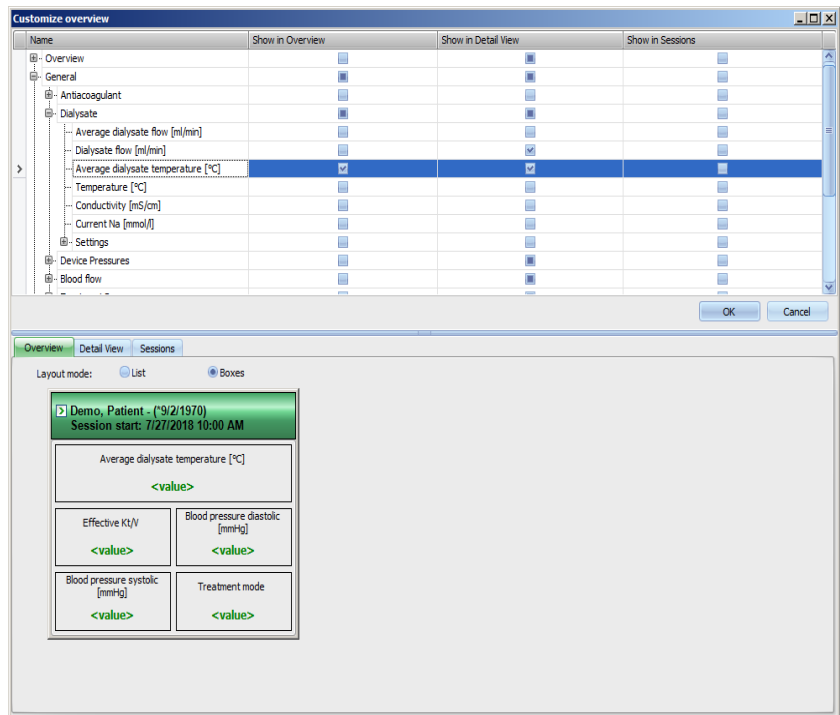 Customize overview
Name Show in Overview Show in Detail View Show in Sessions
Overview
General
Antiacoagulant
Dialysate
Average dialysate flow [ml/min]
Dialysate flow [ml/min]
Average dialysate temperature [°C]
Temperature [°C]
Conductivity [mS/cm]
Current Na [mmol/l]
Settings
Device Pressures
Blood flow
OK Cancel
Overview Detail View Sessions
Layout mode: List Boxes
Demo, Patient - (*9/2/1970)
Session start: 7/27/2018 10:00 AM
Average dialysate temperature [°C]
<value>
Effective Kt/V
<value>
Blood pressure diastolic
[mmHg]
<value>
Blood pressure systolic
[mmHg]
<value>
Treatment mode
<value>